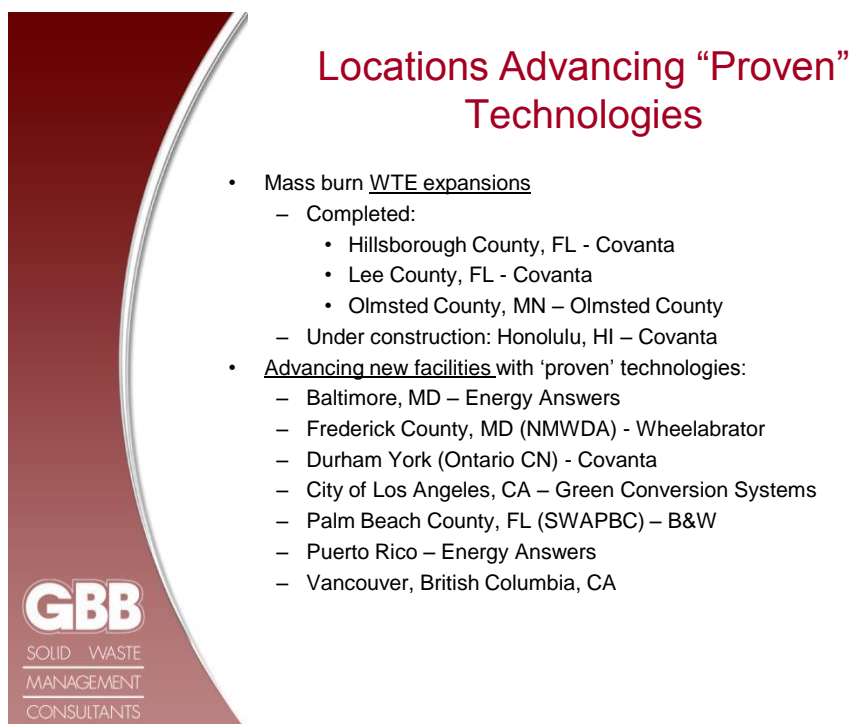 Locations Advancing “Proven”
Technologies
• Mass burn WTE expansions
– Completed:
• Hillsborough County, FL - Covanta
• Lee County, FL - Covanta
• Olmsted County, MN – Olmsted County
– Under construction: Honolulu, HI – Covanta
• Advancing new facilities with ‘proven’ technologies:
– Baltimore, MD – Energy Answers
– Frederick County, MD (NMWDA) - Wheelabrator
– Durham York (Ontario CN) - Covanta
– City of Los Angeles, CA – Green Conversion Systems
– Palm Beach County, FL (SWAPBC) – B&W
– Puerto Rico – Energy Answers
– Vancouver, British Columbia, CA
GBB
SOLID WASTE
MANAGEMENT
CONSULTANTS